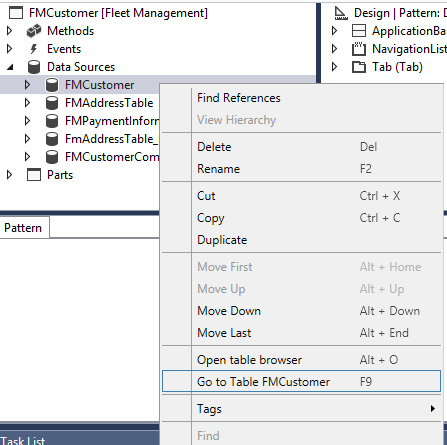 FMCustomer [Fleet Management]
Methods
Events
Data Sources
FMCustomer
FMAddressTable
FMPaymentInform
FmAddressTable_
FMCustomerCom
Parts
Design | Pattern: D
ApplicationBa
NavigationList
Tab (Tab)
Find References
View Hierarchy
Delete Del
Rename F2
Cut Ctrl + X
Copy Ctrl + C
Duplicate
Move First Alt + Home
Move Up Alt + Up
Move Down Alt + Down
Move Last Alt + End
Open table browser Alt + O
Go to Table FMCustomer F9
Tags
Find
Pattern
Task List